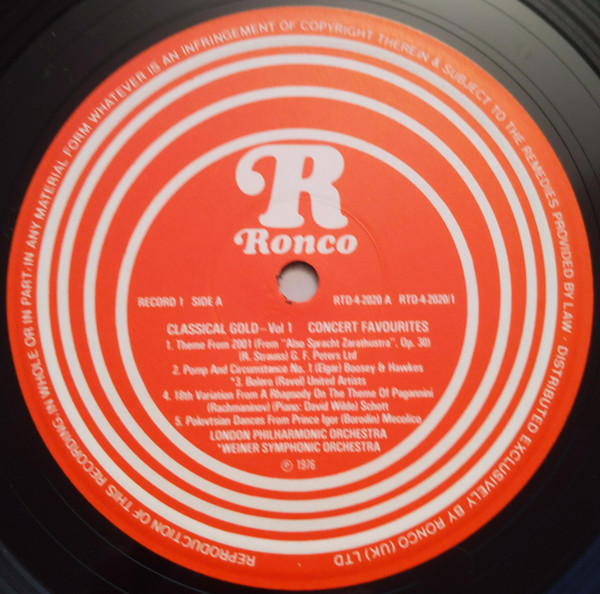 REPRODUCTION OF THIS RECORDING, IN WHOLE OR IN PART, IN ANY MATERIAL FORM WHATEVER IS AN INFRINGEMENT OF COPYRIGHT THEREIN & SUBJECT TO THE REMEDIES PROVIDED BY LAW · DISTRIBUTED EXCLUSIVELY BY RONCO (UK) LTD
R
Ronco
RECORD 1 SIDE A RTD-4-2020 A RTD-4-2020/1
CLASSICAL GOLD–Vol 1 CONCERT FAVOURITES
1. Theme From 2001 (From "Also Spracht Zarathustra", Op. 30)
(R. Strauss) G. F. Peters Ltd
2. Pomp And Circumstance No. 1 (Elgar) Boosey & Hawkes
*3. Bolero (Ravel) United Artists
4. 18th Variation From A Rhapsody On The Theme Of Paganini
(Rachmaninov) (Piano: David Wilde) Schott
5. Polovtsian Dances From Prince Igor (Borodin) Mecolico
LONDON PHILHARMONIC ORCHESTRA
*WEINER SYMPHONIC ORCHESTRA
℗ 1976